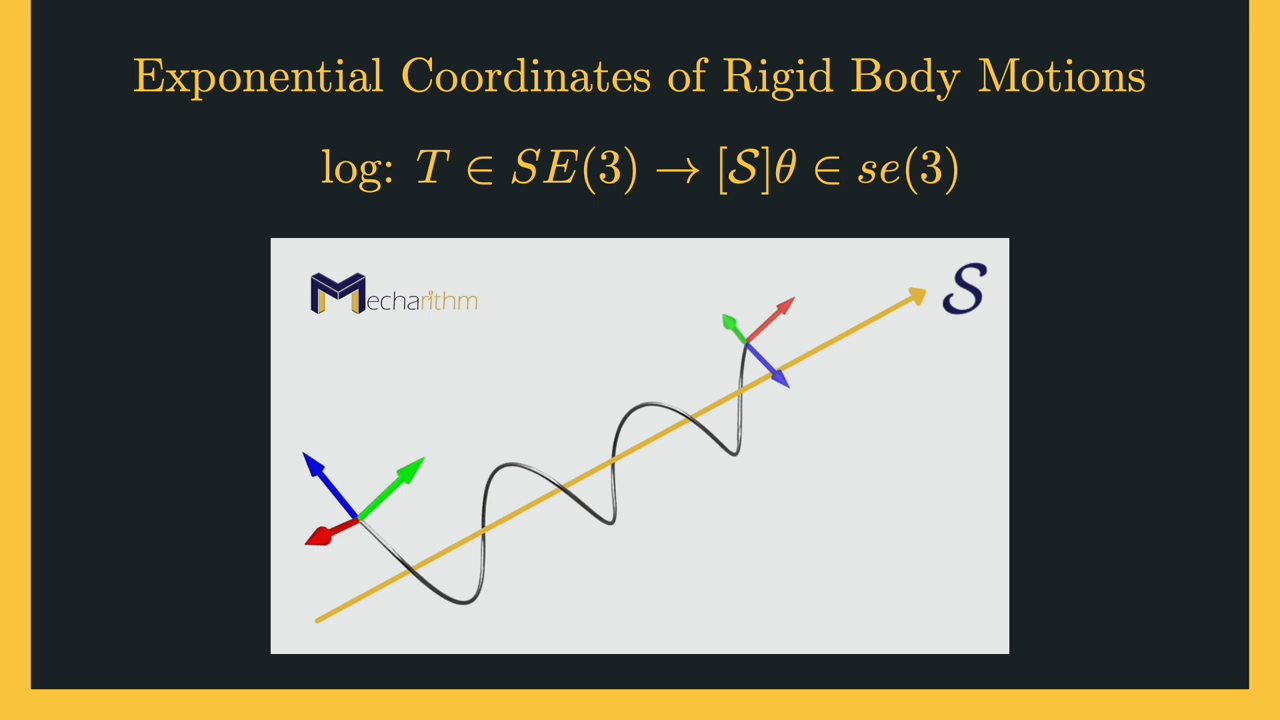 Exponential Coordinates of Rigid Body Motions
log: T ∈ SE(3) → [𝒮]θ ∈ se(3)
Mecharithm
𝒮